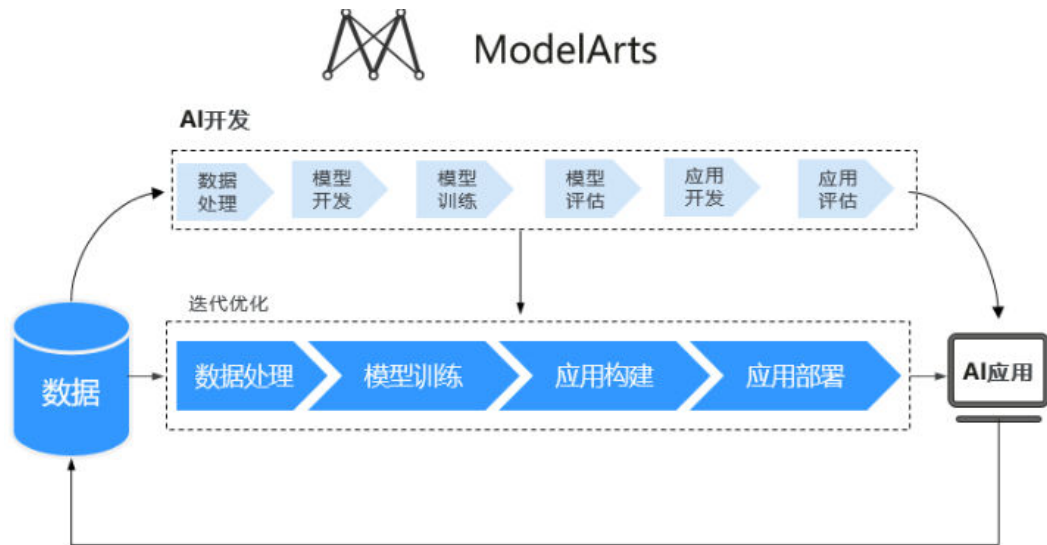 ModelArts
AI开发
数据
处理
模型
开发
模型
训练
模型
评估
应用
开发
应用
评估
迭代优化
数据
数据处理
模型训练
应用构建
应用部署
AI应用